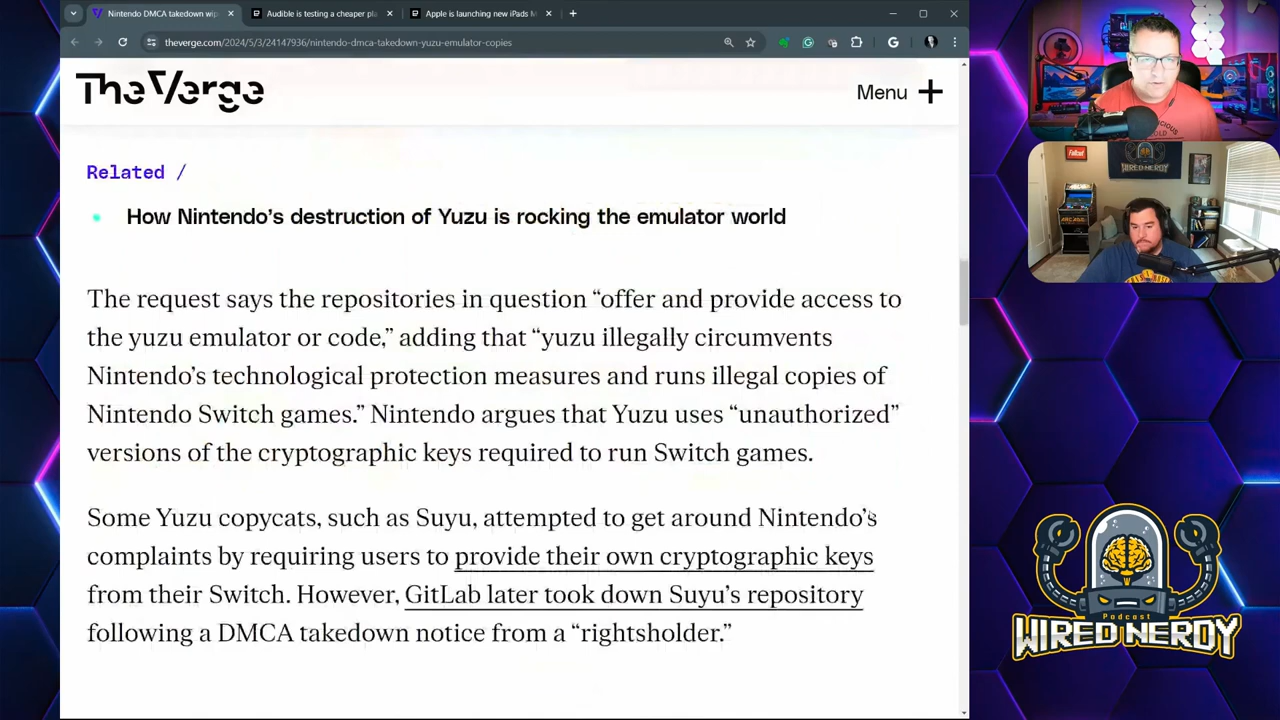 Nintendo DMCA takedown wip
Audible is testing a cheaper pla
Apple is launching new iPads M
theverge.com/2024/5/3/24147936/nintendo-dmca-takedown-yuzu-emulator-copies
The Verge
Menu +
Related /
How Nintendo’s destruction of Yuzu is rocking the emulator world
The request says the repositories in question “offer and provide access to
the yuzu emulator or code,” adding that “yuzu illegally circumvents
Nintendo’s technological protection measures and runs illegal copies of
Nintendo Switch games.” Nintendo argues that Yuzu uses “unauthorized”
versions of the cryptographic keys required to run Switch games.
Some Yuzu copycats, such as Suyu, attempted to get around Nintendo’s
complaints by requiring users to provide their own cryptographic keys
from their Switch. However, GitLab later took down Suyu’s repository
following a DMCA takedown notice from a “rightsholder.”
Fallout
WIRED NERDY
Podcast
WIRED NERDY